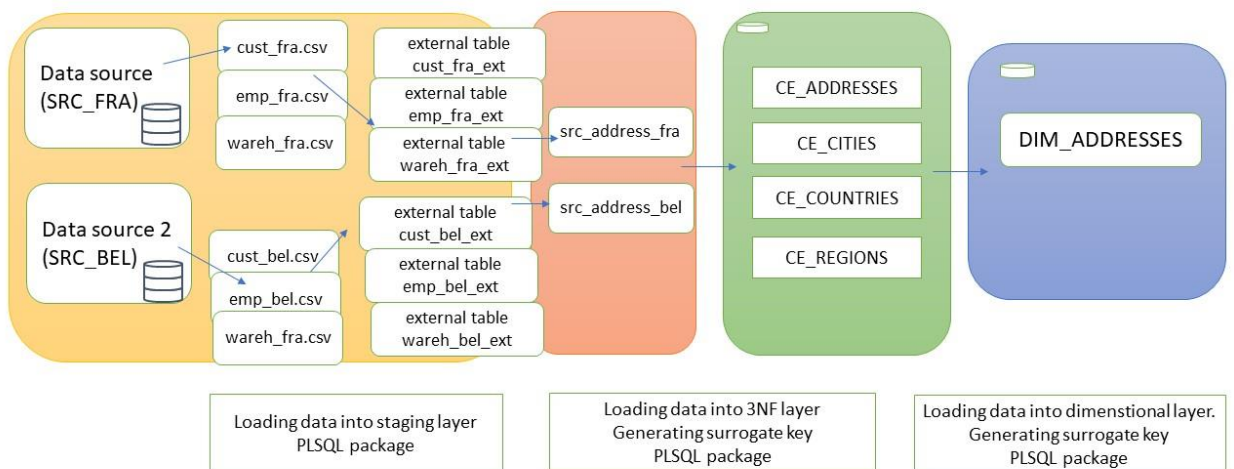 Data source
(SRC_FRA)
cust_fra.csv
emp_fra.csv
wareh_fra.csv
external table
cust_fra_ext
external table
emp_fra_ext
external table
wareh_fra_ext
Data source 2
(SRC_BEL)
cust_bel.csv
emp_bel.csv
wareh_fra.csv
external table
cust_bel_ext
external table
emp_bel_ext
external table
wareh_bel_ext
src_address_fra
src_address_bel
CE_ADDRESSES
CE_CITIES
CE_COUNTRIES
CE_REGIONS
DIM_ADDRESSES
Loading data into staging layer
PLSQL package
Loading data into 3NF layer
Generating surrogate key
PLSQL package
Loading data into dimenstional layer.
Generating surrogate key
PLSQL package